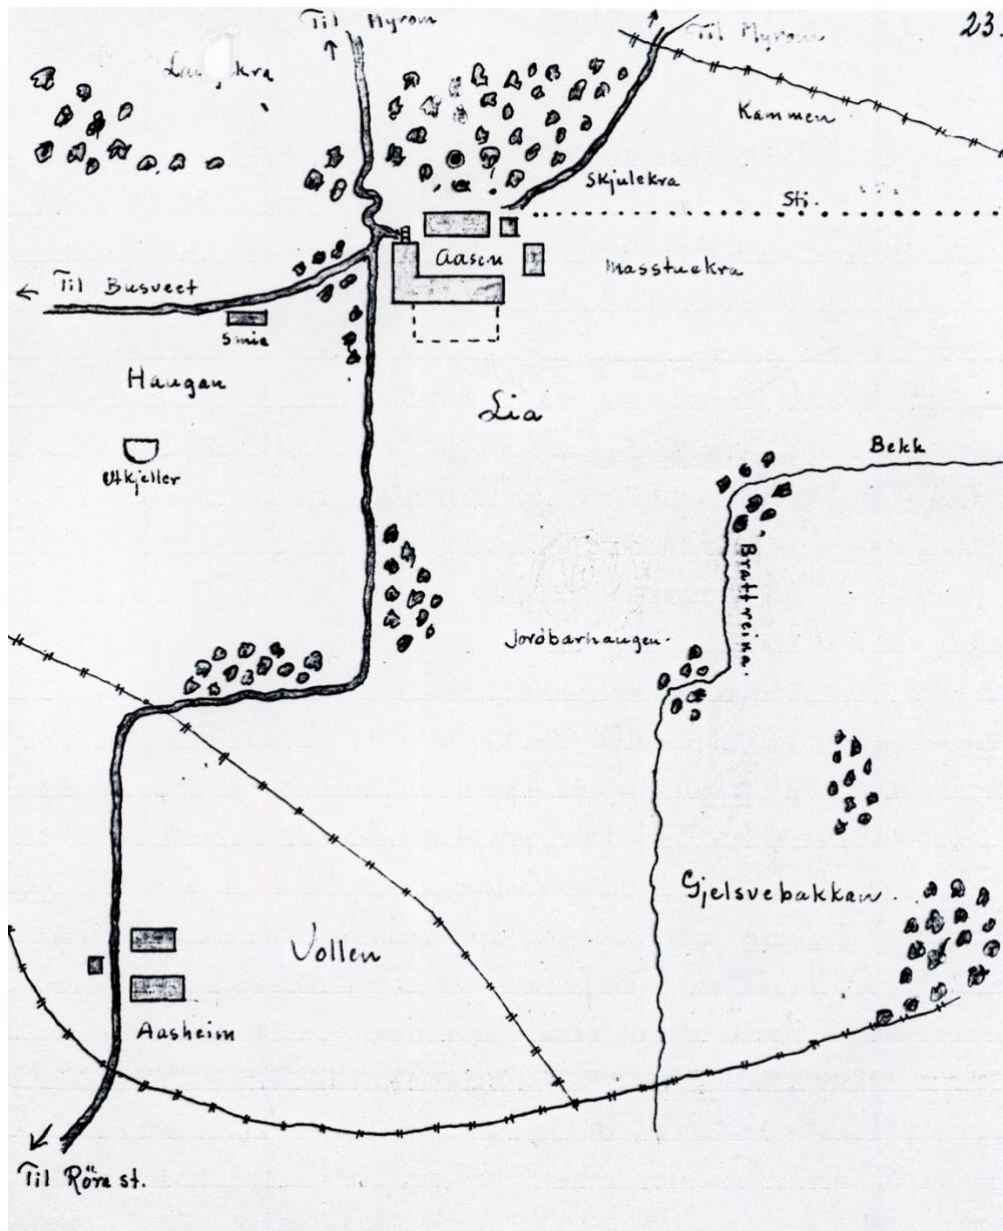 Til Myrom
Til Myrom
23.
Kammen
Skjulekra
Sti.
Aasen
Masstuekra
Til Busveet
Smia
Haugan
Lia
Utkjeller
Bekk
Brattreina.
Jordbærhaugen.
Gjelsvebakkan.
Vollen
Aasheim
Til Röra st.